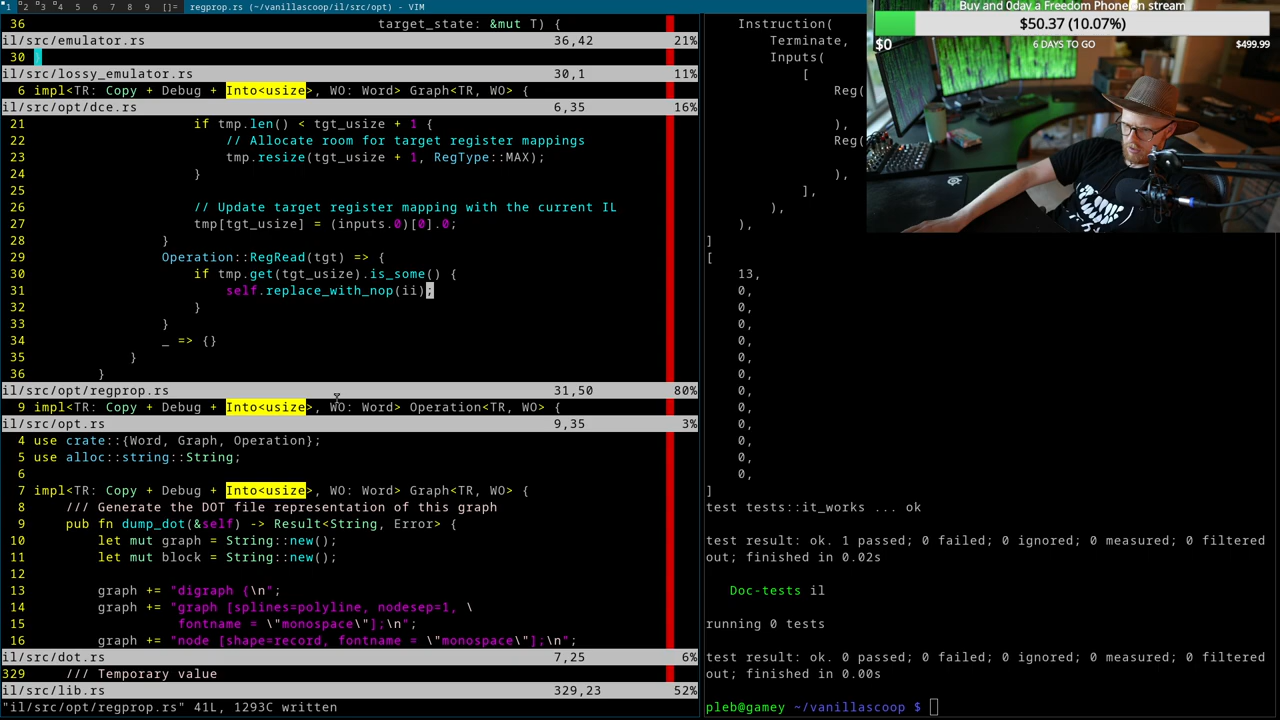 1 2 3 4 5 6 7 8 9 []= regprop.rs (~/vanillascoop/il/src/opt) - VIM
36                                           target_state: &mut T) {
il/src/emulator.rs 36,42 21%
30 }
il/src/lossy_emulator.rs 30,1 11%
6 impl<TR: Copy + Debug + Into<usize>, WO: Word> Graph<TR, WO> {
il/src/opt/dce.rs 6,35 16%
21                     if tmp.len() < tgt_usize + 1 {
22                         // Allocate room for target register mappings
23                         tmp.resize(tgt_usize + 1, RegType::MAX);
24                     }
25
26                     // Update target register mapping with the current IL
27                     tmp[tgt_usize] = (inputs.0)[0].0;
28                 }
29                 Operation::RegRead(tgt) => {
30                     if tmp.get(tgt_usize).is_some() {
31                         self.replace_with_nop(ii);
32                     }
33                 }
34                 _ => {}
35             }
36         }
il/src/opt/regprop.rs 31,50 80%
9 impl<TR: Copy + Debug + Into<usize>, WO: Word> Operation<TR, WO> {
il/src/opt.rs 9,35 3%
4 use crate::{Word, Graph, Operation};
5 use alloc::string::String;
6
7 impl<TR: Copy + Debug + Into<usize>, WO: Word> Graph<TR, WO> {
8     /// Generate the DOT file representation of this graph
9     pub fn dump_dot(&self) -> Result<String, Error> {
10         let mut graph = String::new();
11         let mut block = String::new();
12
13         graph += "digraph {\n";
14         graph += "graph [splines=polyline, nodesep=1, \
15                   fontname = \"monospace\"];\n";
16         graph += "node [shape=record, fontname = \"monospace\"];\n";
il/src/dot.rs 7,25 6%
329     /// Temporary value
il/src/lib.rs 329,23 52%
"il/src/opt/regprop.rs" 41L, 1293C written
Instruction(
Terminate,
Inputs(
[
Reg(
),
Reg(
),
],
),
),
]
[
13,
0,
0,
0,
0,
0,
0,
0,
0,
0,
0,
0,
0,
]
test tests::it_works ... ok
test result: ok. 1 passed; 0 failed; 0 ignored; 0 measured; 0 filtered
out; finished in 0.02s
Doc-tests il
running 0 tests
test result: ok. 0 passed; 0 failed; 0 ignored; 0 measured; 0 filtered
out; finished in 0.00s
pleb@gamey ~/vanillascoop $
Buy and 0day a Freedom Phone on stream
$50.37 (10.07%)
$0 6 DAYS TO GO $499.99